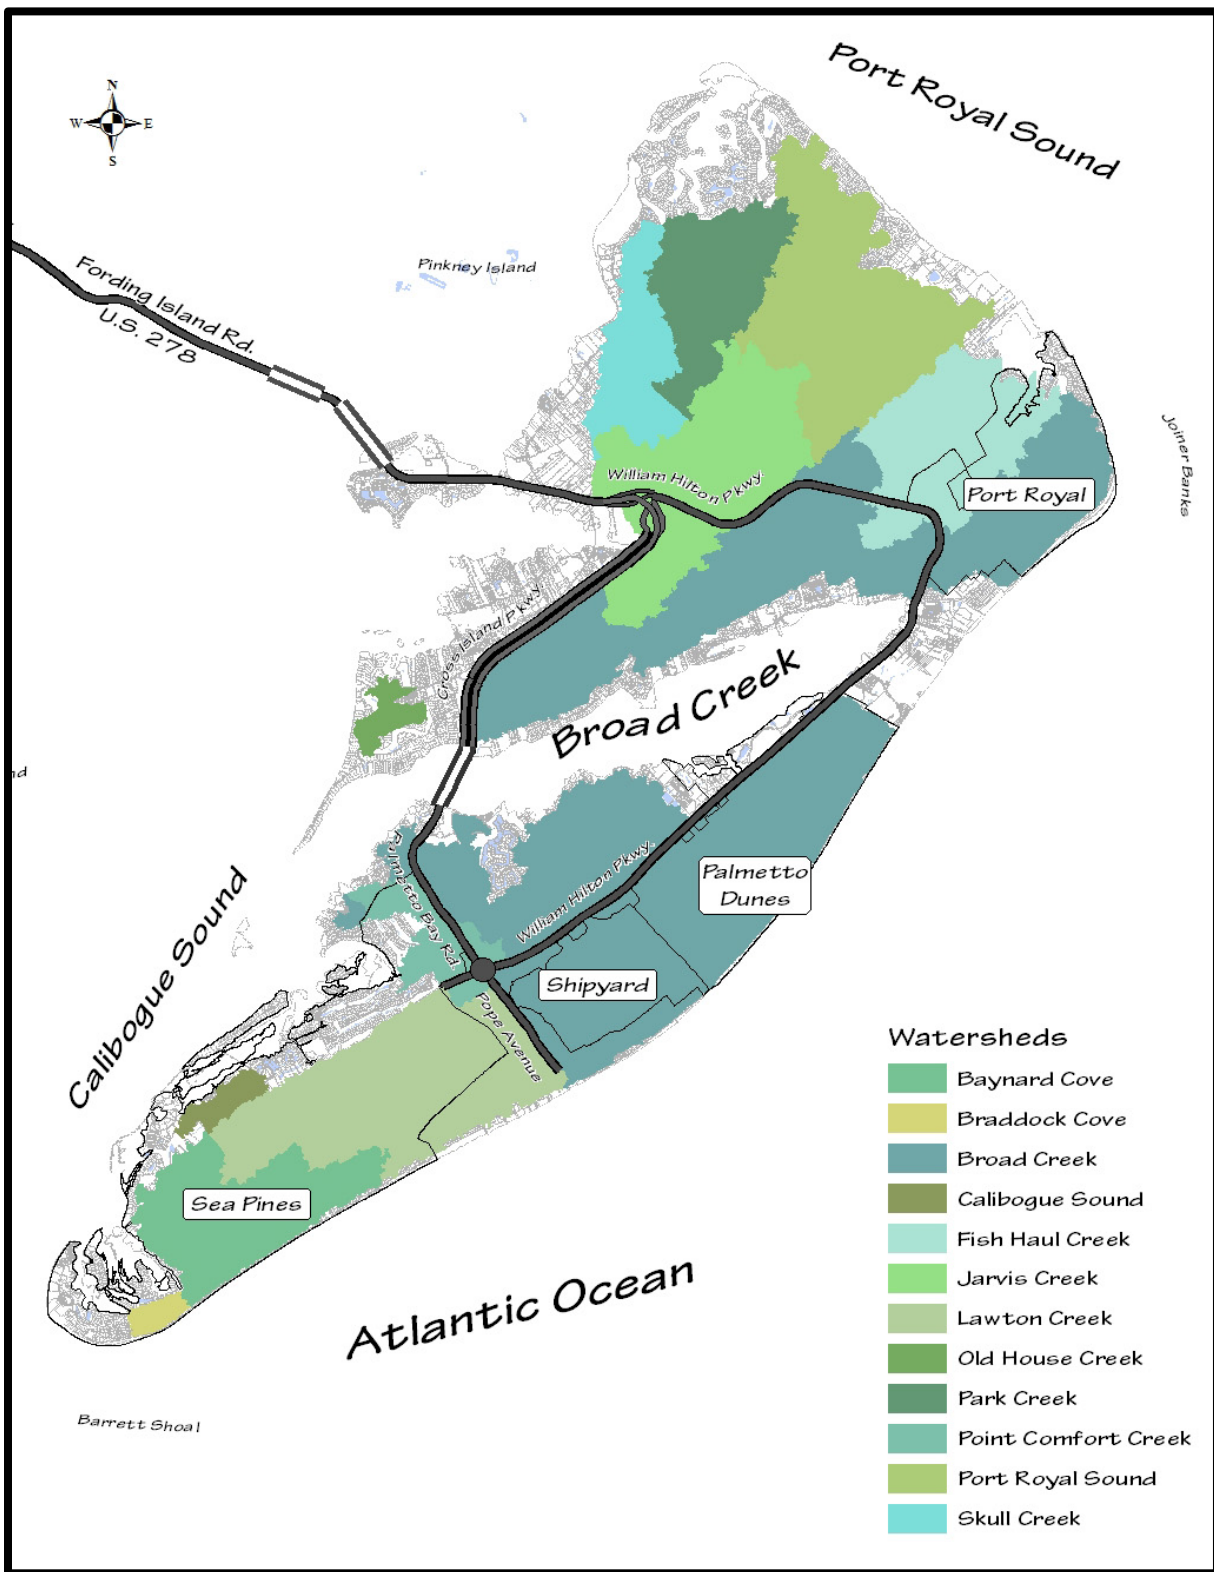 Port Royal Sound
N
W
E
S
Pinkney Island
Fording Island Rd.
U.S. 278
Joiner Banks
William Hilton Pkwy.
Port Royal
Cross Island Pkwy.
Broad Creek
nd
Palmetto Bay Rd.
William Hilton Pkwy.
Palmetto
Dunes
Calibogue Sound
Shipyard
Pope Avenue
Sea Pines
Atlantic Ocean
Barrett Shoal
Watersheds
Baynard Cove
Braddock Cove
Broad Creek
Calibogue Sound
Fish Haul Creek
Jarvis Creek
Lawton Creek
Old House Creek
Park Creek
Point Comfort Creek
Port Royal Sound
Skull Creek